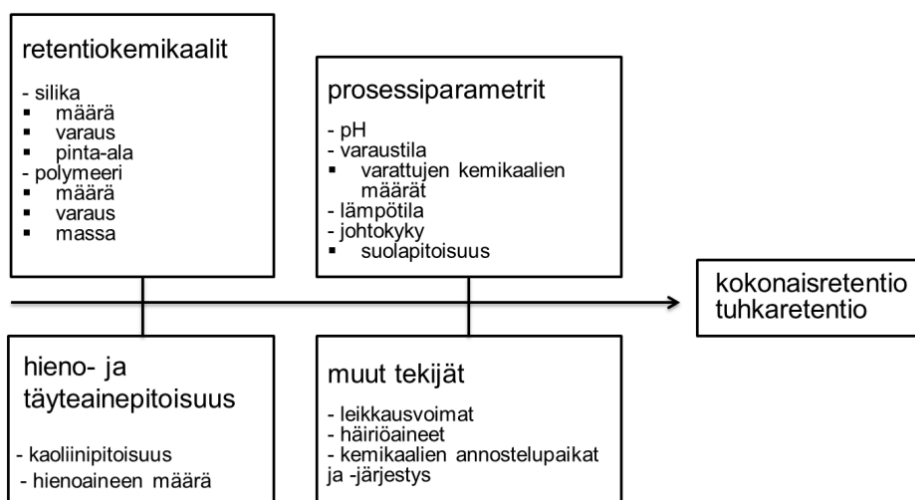 retentiokemikaalit
- silika
▪ määrä
▪ varaus
▪ pinta-ala
- polymeeri
▪ määrä
▪ varaus
▪ massa
prosessiparametrit
- pH
- varaustila
▪ varattujen kemikaalien
määrät
- lämpötila
- johtokyky
▪ suolapitoisuus
kokonaisretentio
tuhkaretentio
hieno- ja
täyteainepitoisuus
- kaoliinipitoisuus
- hienoaineen määrä
muut tekijät
- leikkausvoimat
- häiriöaineet
- kemikaalien annostelupaikat
ja -järjestys